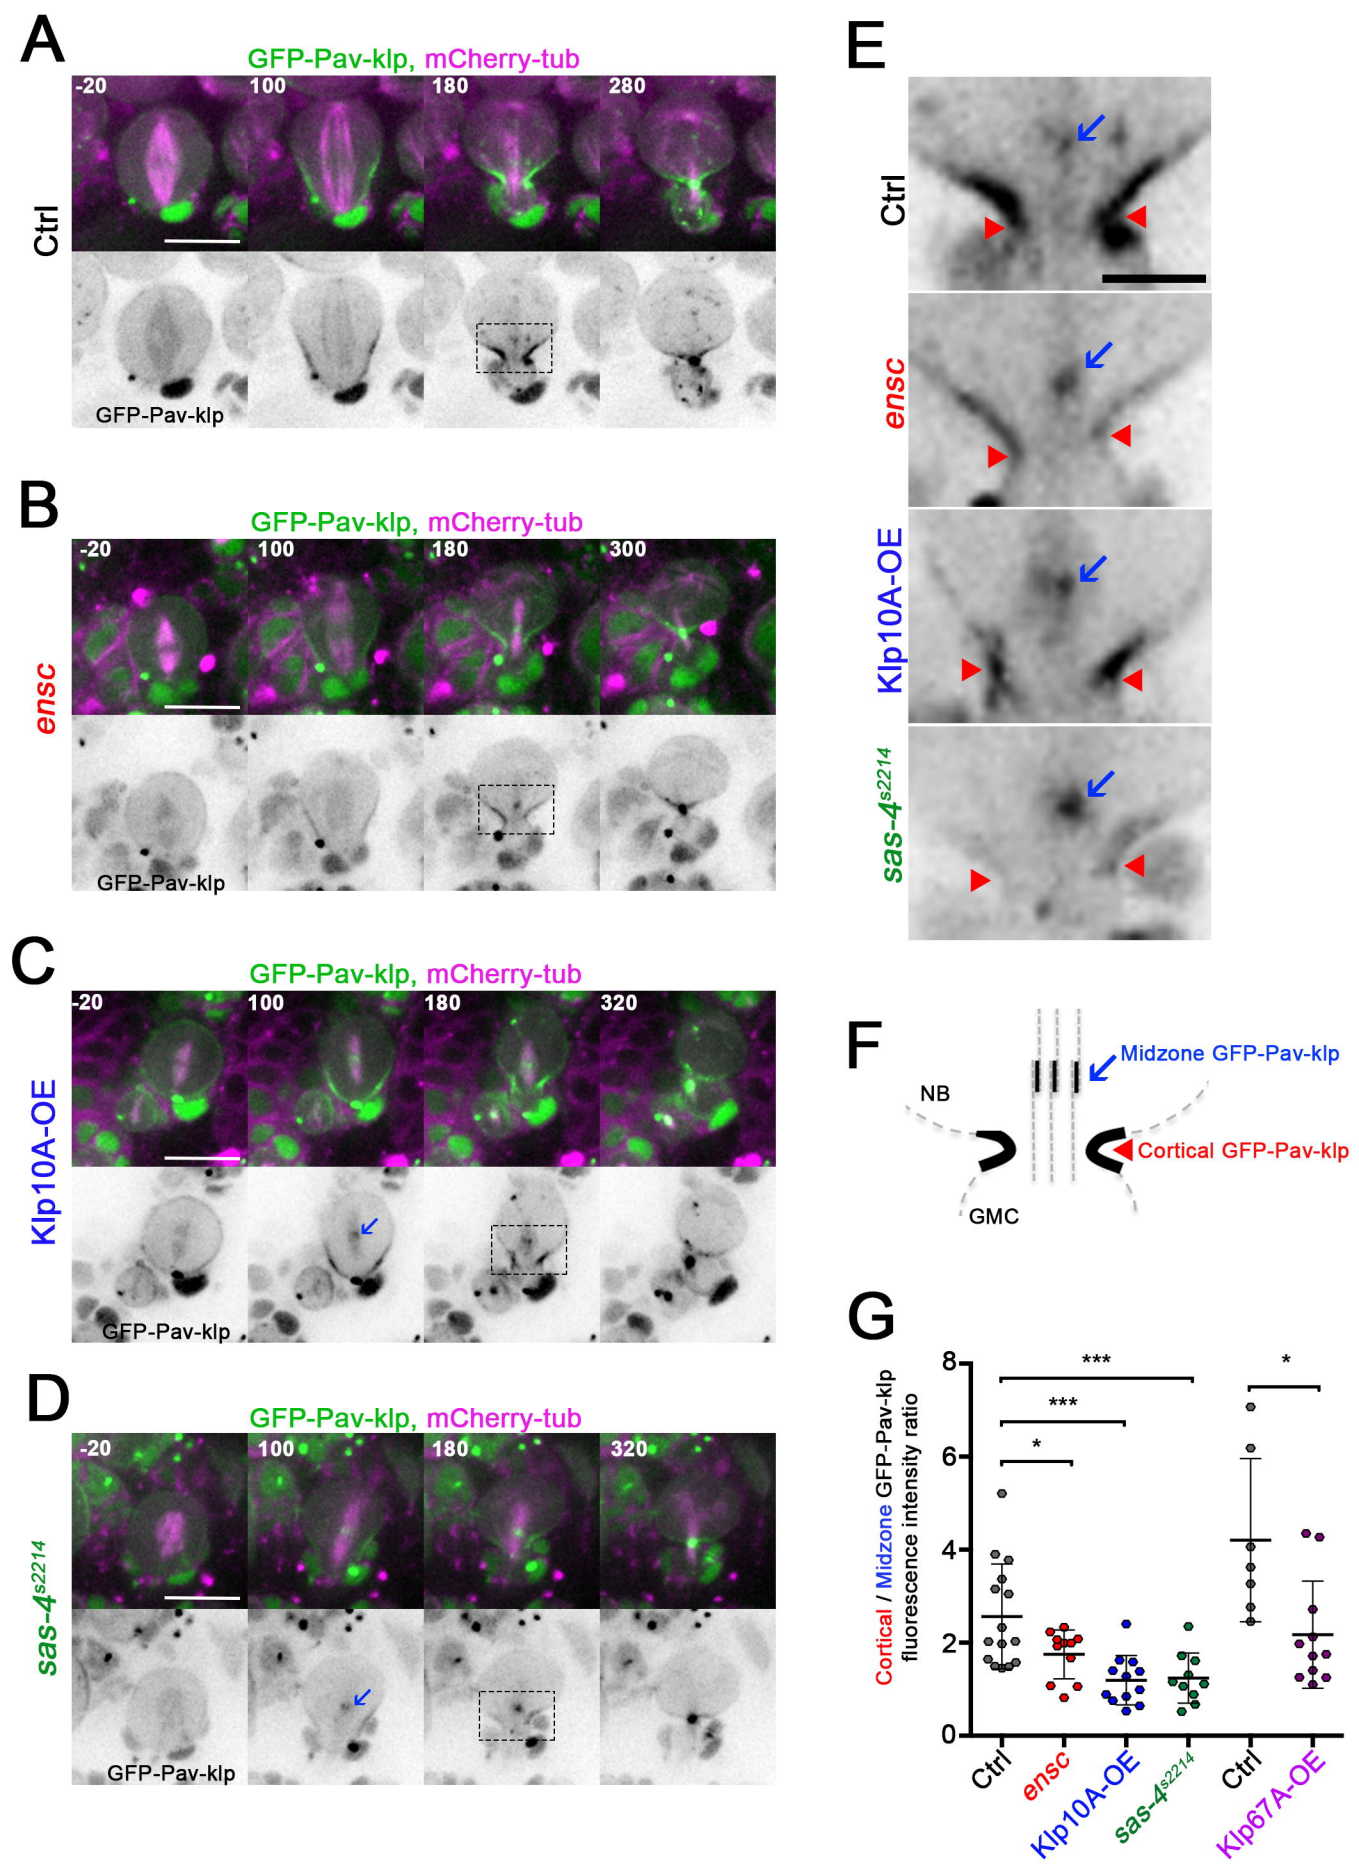 A
GFP-Pav-klp, mCherry-tub
-20 100 180 280
Ctrl
GFP-Pav-klp
B
GFP-Pav-klp, mCherry-tub
-20 100 180 300
ensc
GFP-Pav-klp
C
GFP-Pav-klp, mCherry-tub
-20 100 180 320
Klp10A-OE
GFP-Pav-klp
D
GFP-Pav-klp, mCherry-tub
-20 100 180 320
sas-4s2214
GFP-Pav-klp
E
Ctrl
ensc
Klp10A-OE
sas-4s2214
F
Midzone GFP-Pav-klp
NB
Cortical GFP-Pav-klp
GMC
G
Cortical / Midzone GFP-Pav-klp
fluorescence intensity ratio
8
6
4
2
0
***
***
*
*
Ctrl
ensc
Klp10A-OE
sas-4s2214
Ctrl
Klp67A-OE